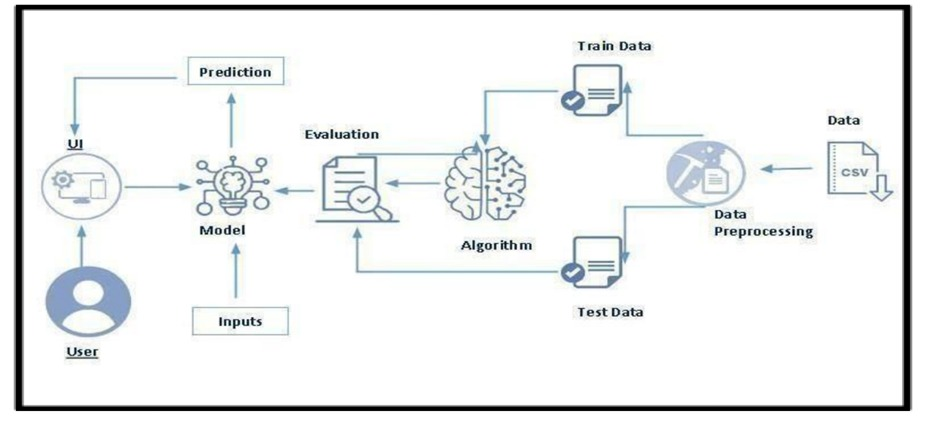 Train Data
Prediction
Data
Evaluation
UI
CSV
Model
Data
Preprocessing
Algorithm
Inputs
Test Data
User